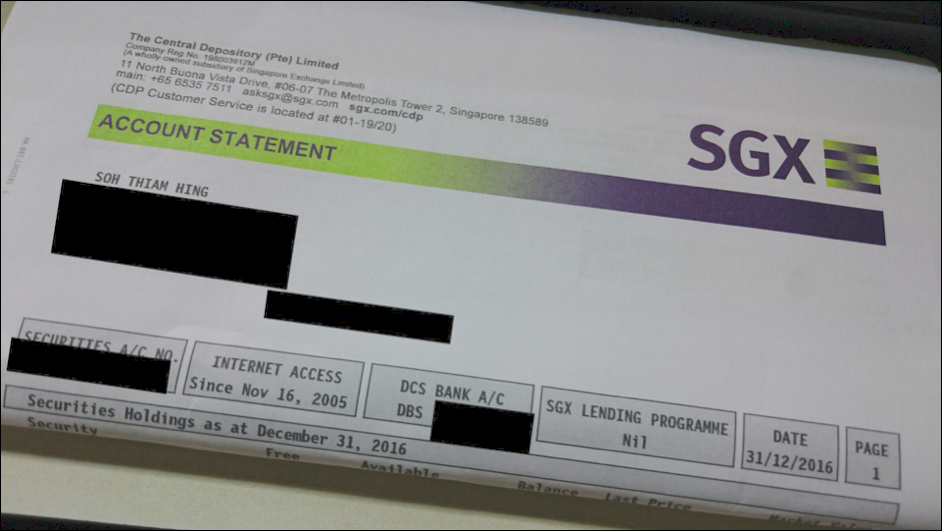 The Central Depository (Pte) Limited
Company Reg No. 198003912M
(A wholly-owned subsidiary of Singapore Exchange Limited)
11 North Buona Vista Drive, #06-07 The Metropolis Tower 2, Singapore 138589
main: +65 6535 7511 asksgx@sgx.com sgx.com/cdp
(CDP Customer Service is located at #01-19/20)
ACCOUNT STATEMENT
SGX
SOH THIAM HING
SECURITIES A/C NO.
INTERNET ACCESS
Since Nov 16, 2005
DCS BANK A/C
DBS
SGX LENDING PROGRAMME
Nil
DATE
31/12/2016
PAGE
1
Securities Holdings as at December 31, 2016
Security
Free
Available
Balance
Last Price